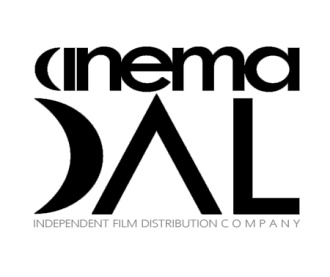 cinema
DAL
INDEPENDENT FILM DISTRIBUTION COMPANY